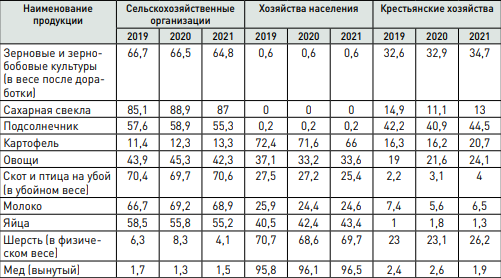 Наименование продукции Сельскохозяйственные организации Хозяйства населения Крестьянские хозяйства
2019 2020 2021 2019 2020 2021 2019 2020 2021
Зерновые и зерно-
бобовые культуры
(в весе после дора-
ботки) 66,7 66,5 64,8 0,6 0,6 0,6 32,6 32,9 34,7
Сахарная свекла 85,1 88,9 87 0 0 0 14,9 11,1 13
Подсолнечник 57,6 58,9 55,3 0,2 0,2 0,2 42,2 40,9 44,5
Картофель 11,4 12,3 13,3 72,4 71,6 66 16,3 16,2 20,7
Овощи 43,9 45,3 42,3 37,1 33,2 33,6 19 21,6 24,1
Скот и птица на убой
(в убойном весе) 70,4 69,7 70,6 27,5 27,2 25,4 2,2 3,1 4
Молоко 66,7 69,2 68,9 25,9 24,4 24,6 7,4 5,6 6,5
Яйца 58,5 55,8 55,2 40,5 42,4 43,4 1 1,8 1,3
Шерсть (в физиче-
ском весе) 6,3 8,3 4,1 70,7 68,6 69,7 23 23,1 26,2
Мед (вынутый) 1,7 1,3 1,5 95,8 96,1 96,5 2,4 2,6 1,9